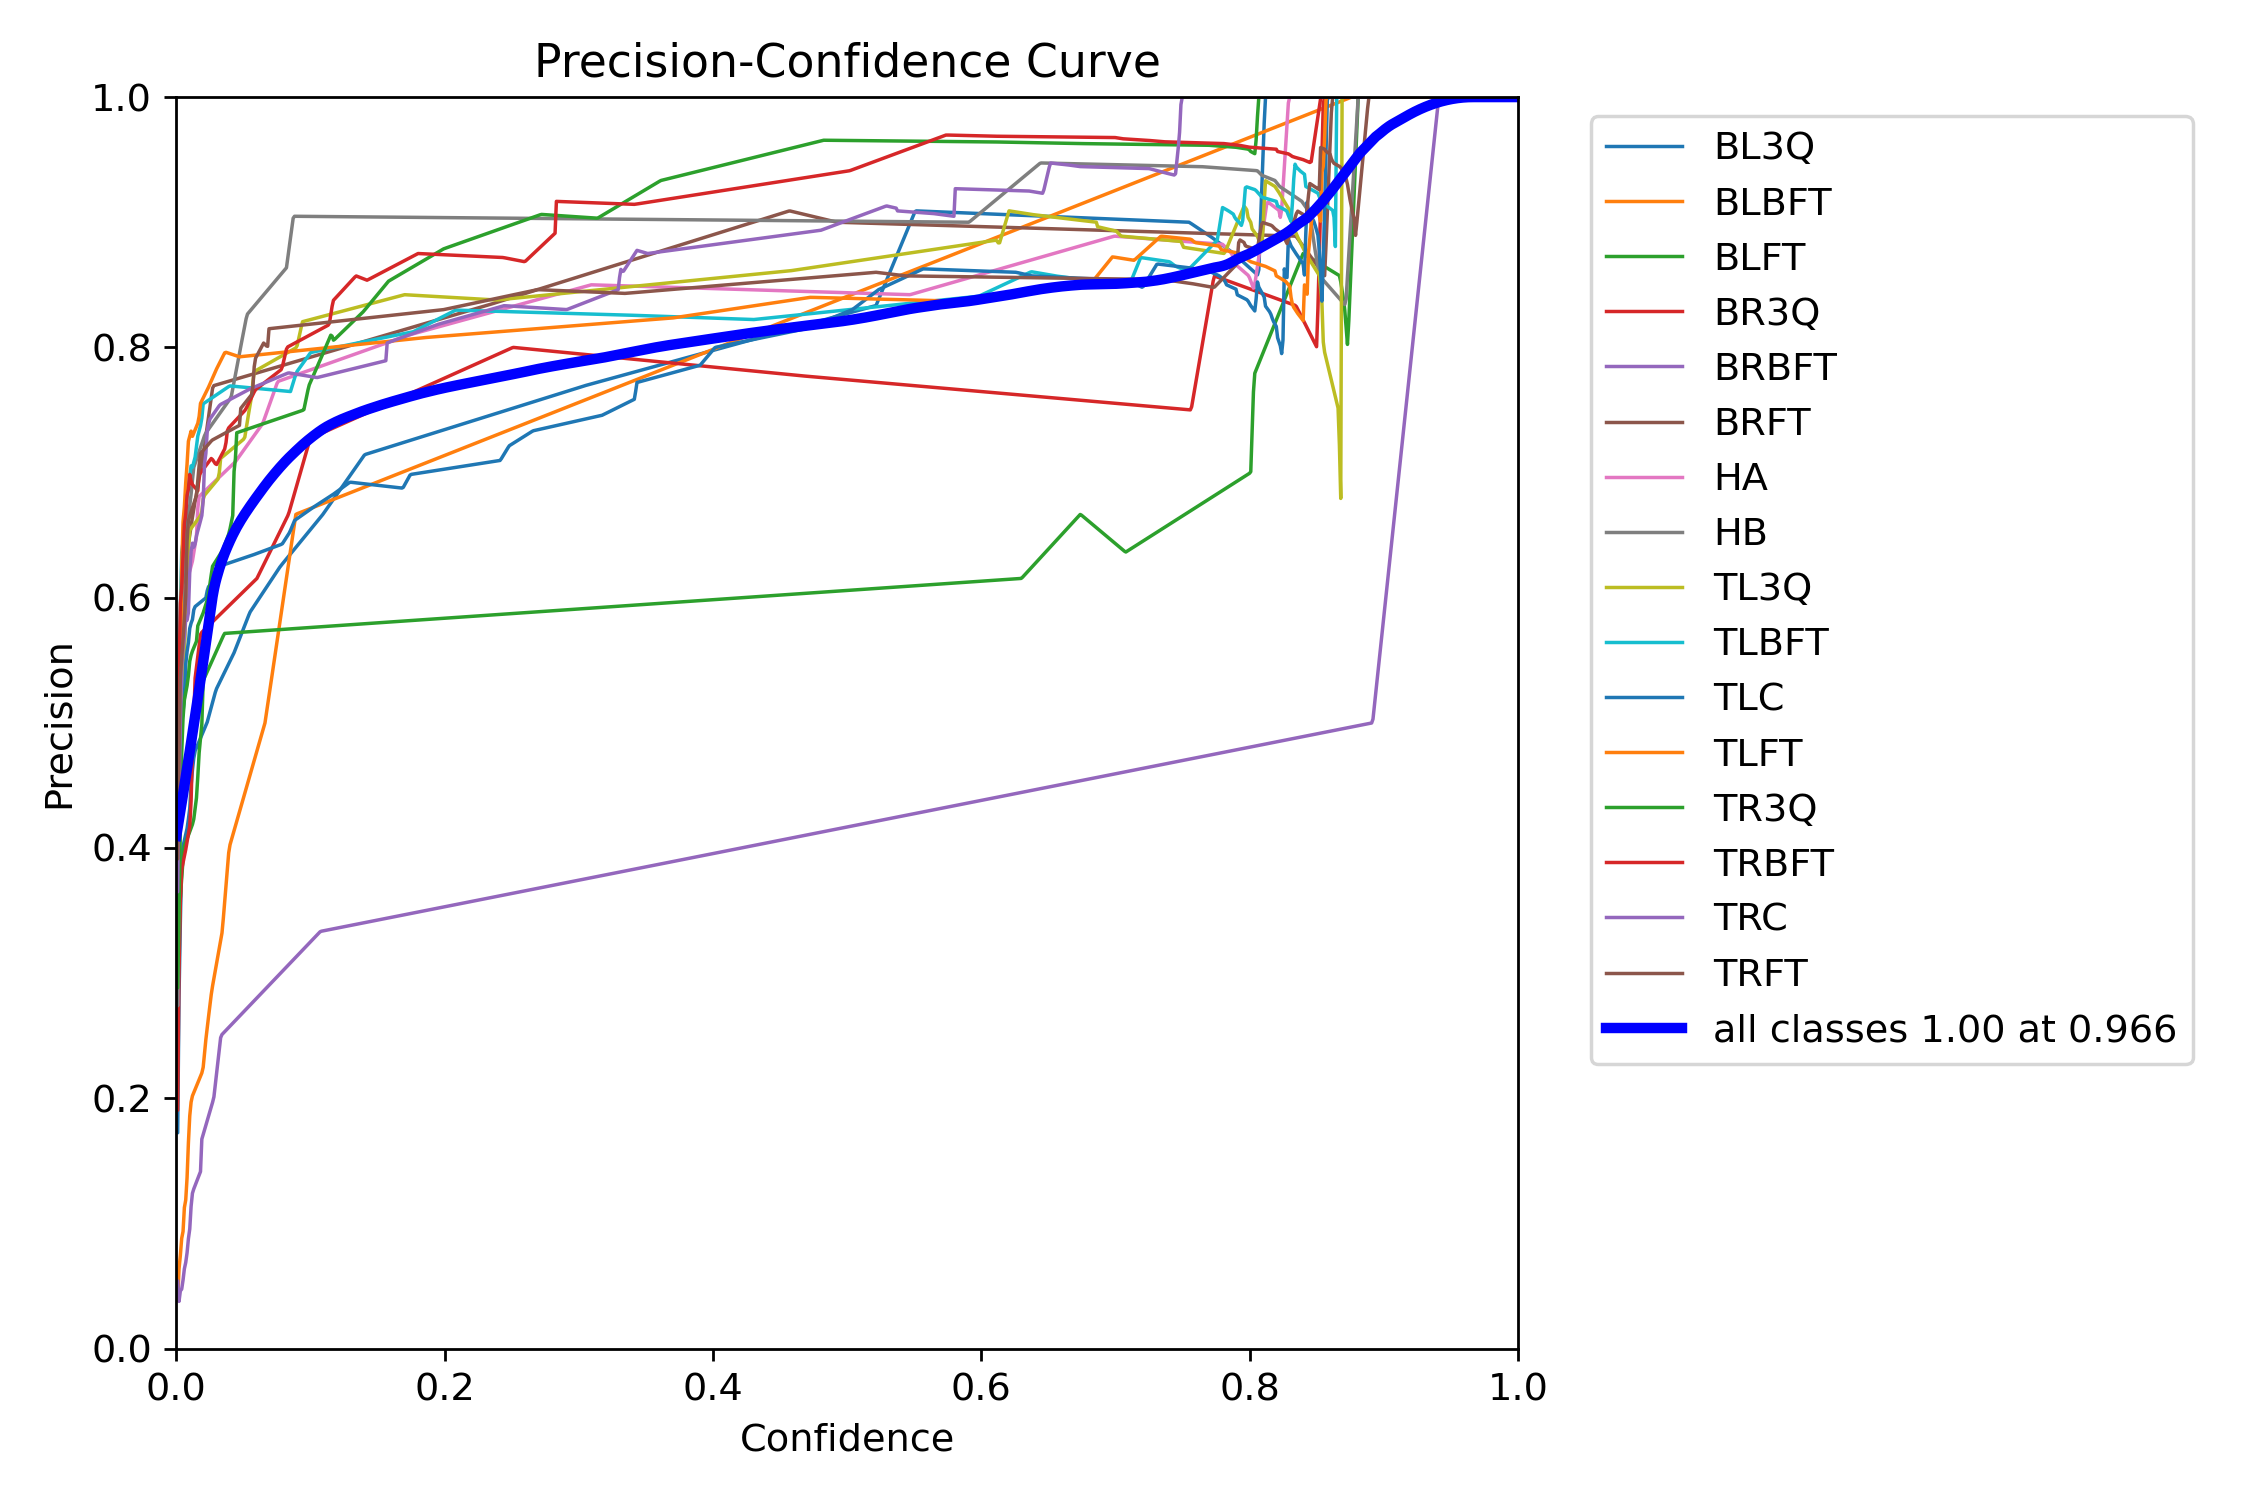 Precision-Confidence Curve
1.0
0.8
0.6
0.4
0.2
0.0
Precision
0.0 0.2 0.4 0.6 0.8 1.0
Confidence
BL3Q
BLBFT
BLFT
BR3Q
BRBFT
BRFT
HA
HB
TL3Q
TLBFT
TLC
TLFT
TR3Q
TRBFT
TRC
TRFT
all classes 1.00 at 0.966